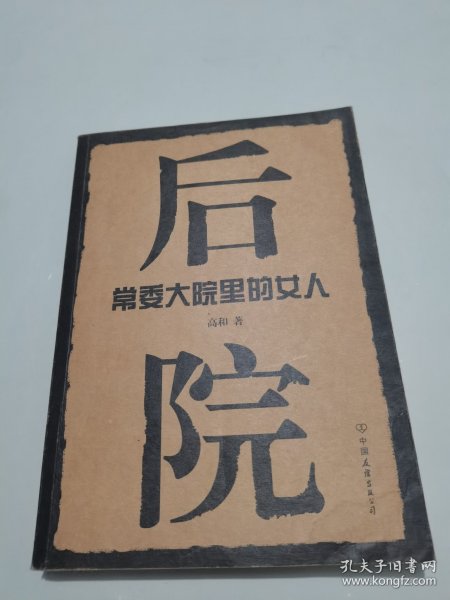 后
常委大院里的女人
高和 著
院
中国友谊出版公司
孔夫子旧书网
www.kongfz.com